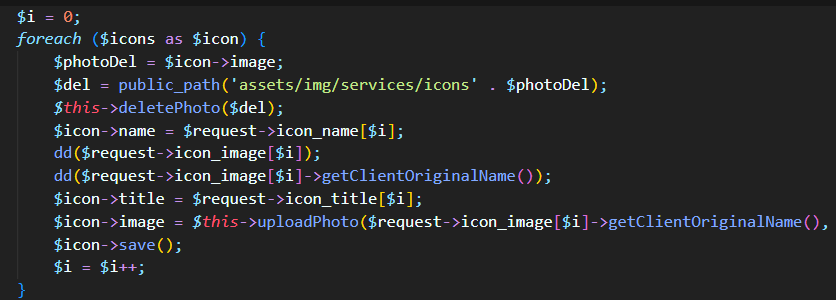 $i = 0;
foreach ($icons as $icon) {
$photoDel = $icon->image;
$del = public_path('assets/img/services/icons' . $photoDel);
$this->deletePhoto($del);
$icon->name = $request->icon_name[$i];
dd($request->icon_image[$i]);
dd($request->icon_image[$i]->getClientOriginalName());
$icon->title = $request->icon_title[$i];
$icon->image = $this->uploadPhoto($request->icon_image[$i]->getClientOriginalName(),
$icon->save();
$i = $i++;
}